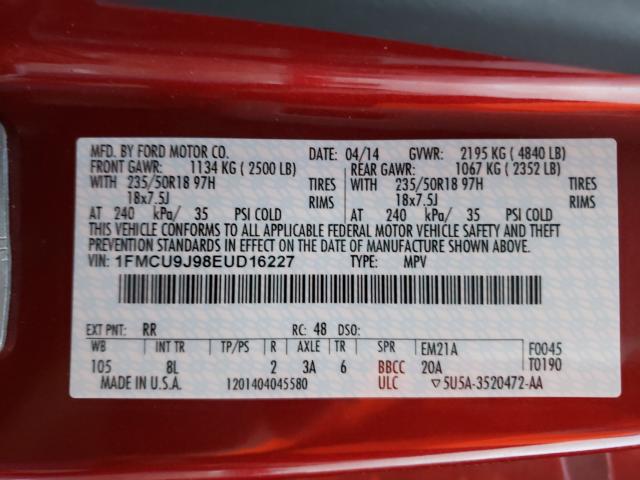 MFD. BY FORD MOTOR CO. DATE: 04/14 GVWR: 2195 KG ( 4840 LB)
FRONT GAWR: 1134 KG ( 2500 LB) REAR GAWR: 1067 KG ( 2352 LB)
WITH 235/50R18 97H TIRES WITH 235/50R18 97H TIRES
18x7.5J RIMS 18x7.5J RIMS
AT 240 kPa/ 35 PSI COLD AT 240 kPa/ 35 PSI COLD
THIS VEHICLE CONFORMS TO ALL APPLICABLE FEDERAL MOTOR VEHICLE SAFETY AND THEFT
PREVENTION STANDARDS IN EFFECT ON THE DATE OF MANUFACTURE SHOWN ABOVE.
VIN: 1FMCU9J98EUD16227 TYPE: MPV
EXT PNT: RR RC: 48 DSO:
WB INT TR TP/PS R AXLE TR SPR EM21A F0045
105 8L 2 3A 6 BBCC 20A T0190
MADE IN U.S.A. 1201404045580 ULC ▽5U5A-3520472-AA